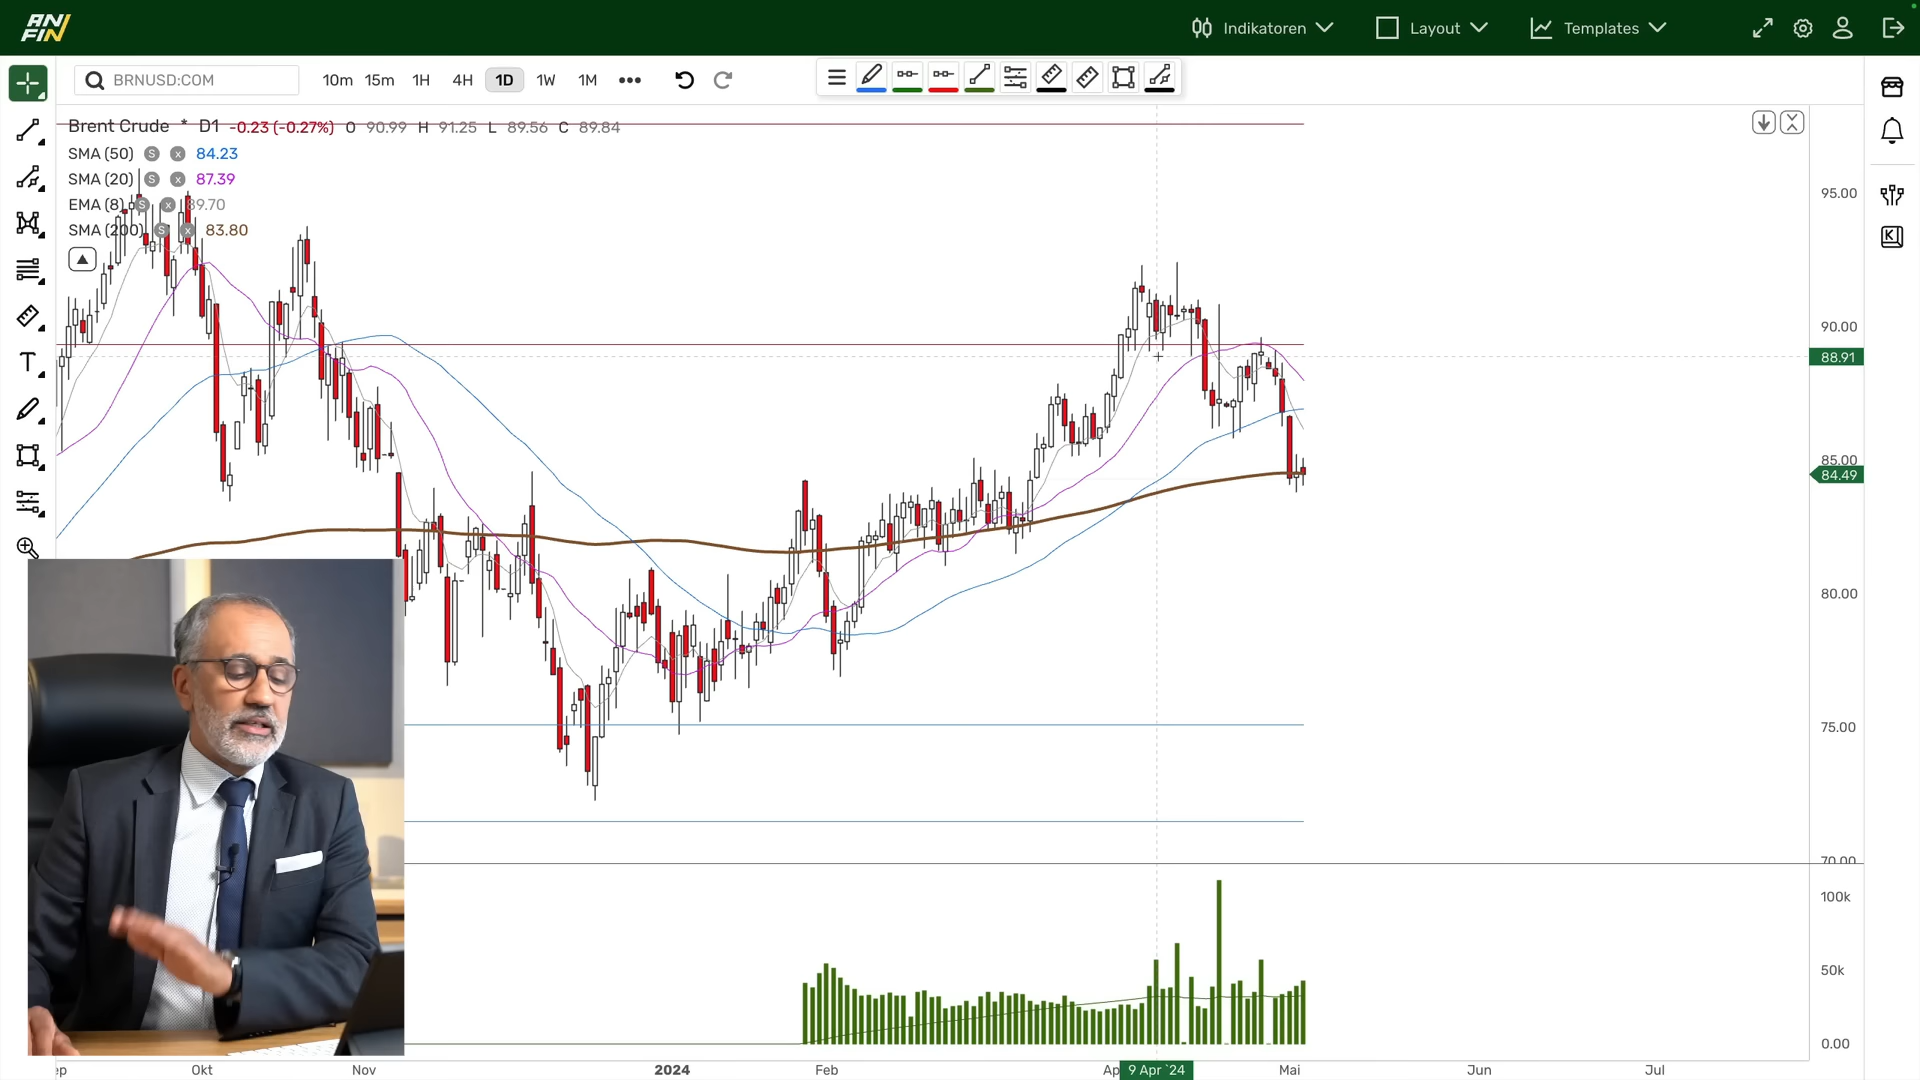 ANFIN
Indikatoren
Layout
Templates
BRNUSD:COM
10m 15m 1H 4H 1D 1W 1M
Brent Crude * D1 -0.23 (-0.27%) O 90.99 H 91.25 L 89.56 C 89.84
SMA (50) S x 84.23
SMA (20) S x 87.39
EMA (8) S x 89.70
SMA (200) S x 83.80
T
K
95.00
90.00
88.91
85.00
84.49
80.00
75.00
70.00
100k
50k
0.00
Okt Nov 2024 Feb 9 Apr `24 Mai Jun Jul